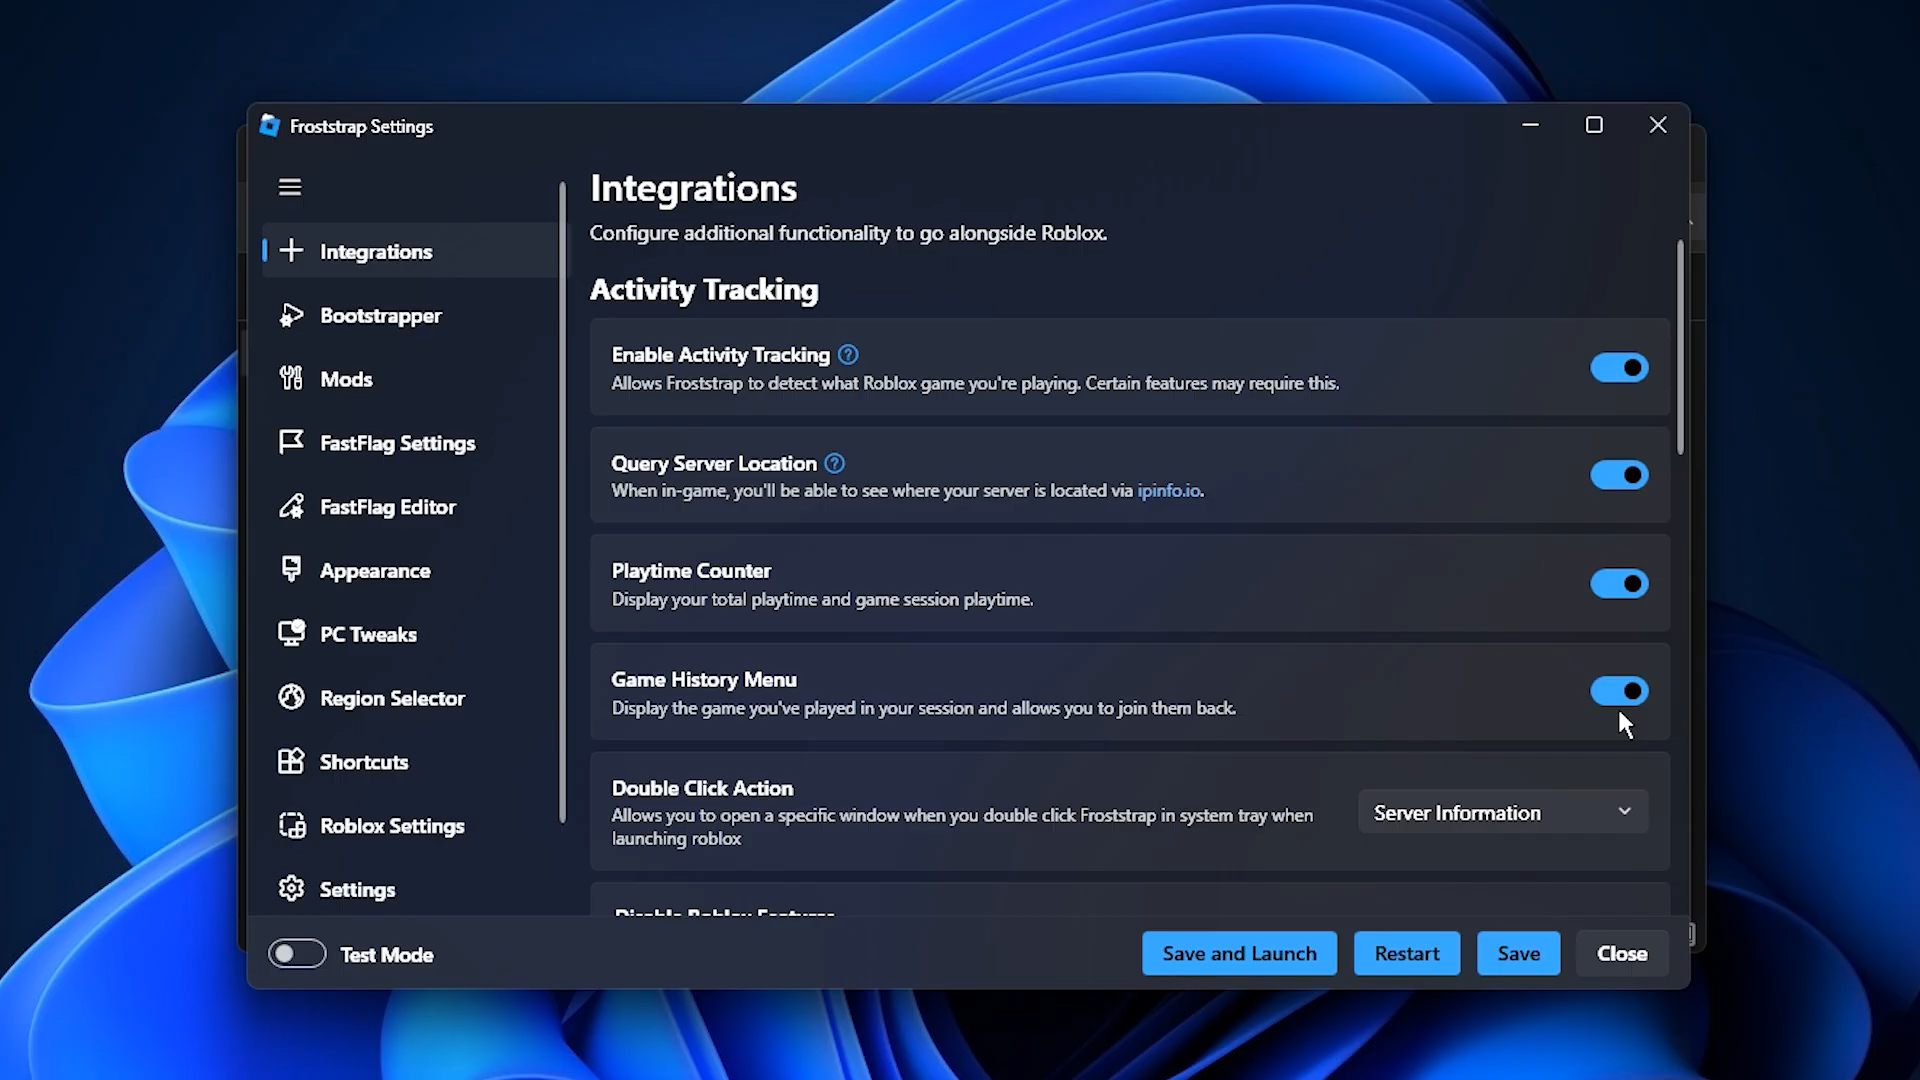 Froststrap Settings
Integrations
Bootstrapper
Mods
FastFlag Settings
FastFlag Editor
Appearance
PC Tweaks
Region Selector
Shortcuts
Roblox Settings
Settings
Integrations
Configure additional functionality to go alongside Roblox.
Activity Tracking
Enable Activity Tracking
Allows Froststrap to detect what Roblox game you're playing. Certain features may require this.
Query Server Location
When in-game, you'll be able to see where your server is located via ipinfo.io.
Playtime Counter
Display your total playtime and game session playtime.
Game History Menu
Display the game you've played in your session and allows you to join them back.
Double Click Action
Allows you to open a specific window when you double click Froststrap in system tray when
launching roblox
Server Information
Disable Roblox Features
Test Mode
Save and Launch
Restart
Save
Close